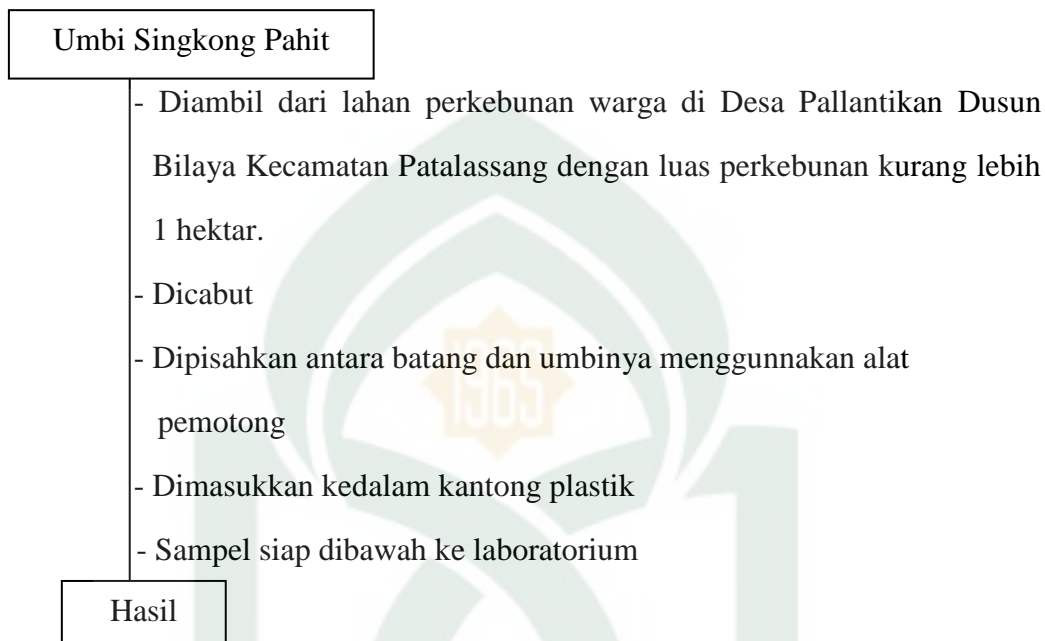 Umbi Singkong Pahit
- Diambil dari lahan perkebunan warga di Desa Pallantikan Dusun
Bilaya Kecamatan Patalassang dengan luas perkebunan kurang lebih
1 hektar.
- Dicabut
- Dipisahkan antara batang dan umbinya menggunnakan alat
pemotong
1965
- Dimasukkan kedalam kantong plastik
- Sampel siap dibawah ke laboratorium
Hasil